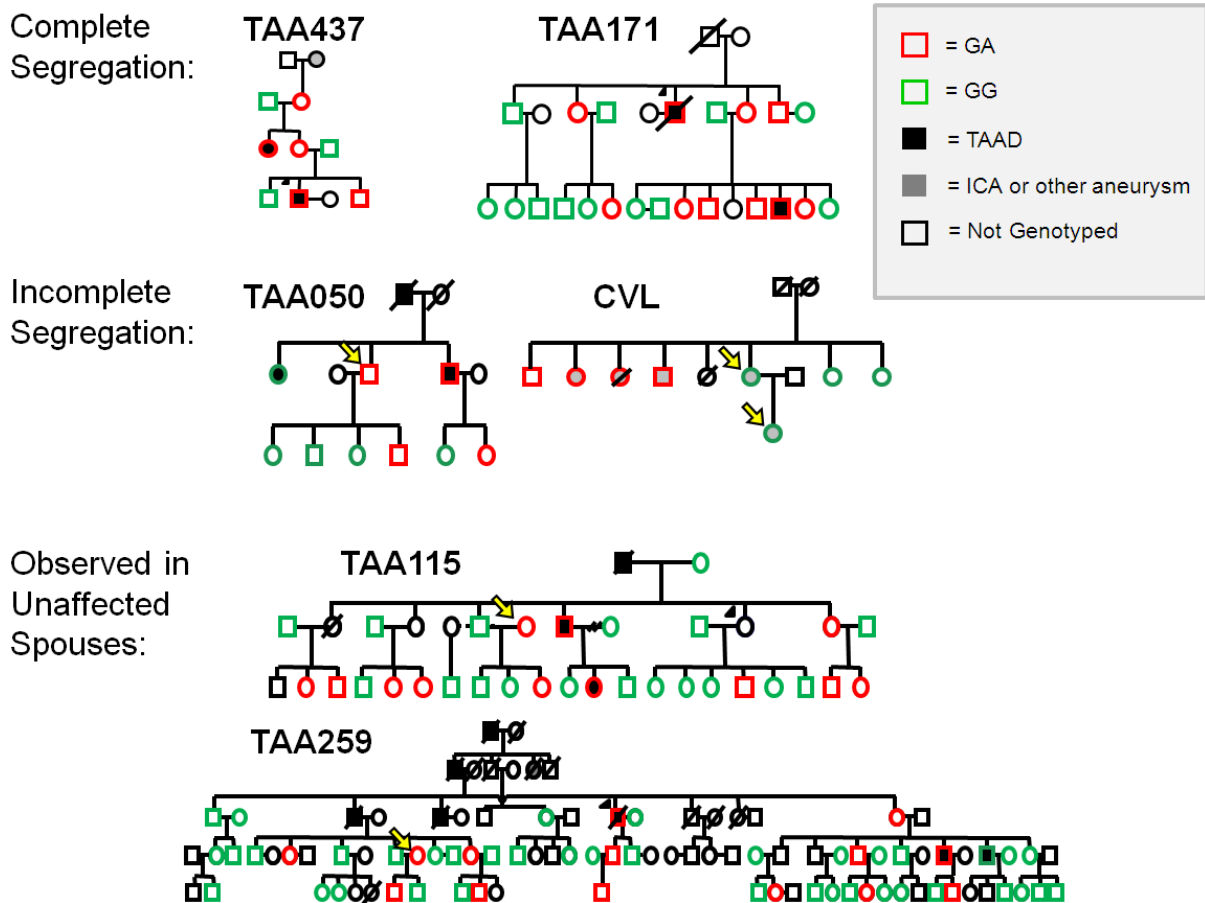 Complete
Segregation:
TAA437
TAA171
= GA
= GG
= TAAD
= ICA or other aneurysm
= Not Genotyped
Incomplete
Segregation:
TAA050
CVL
Observed in
Unaffected
Spouses:
TAA115
TAA259